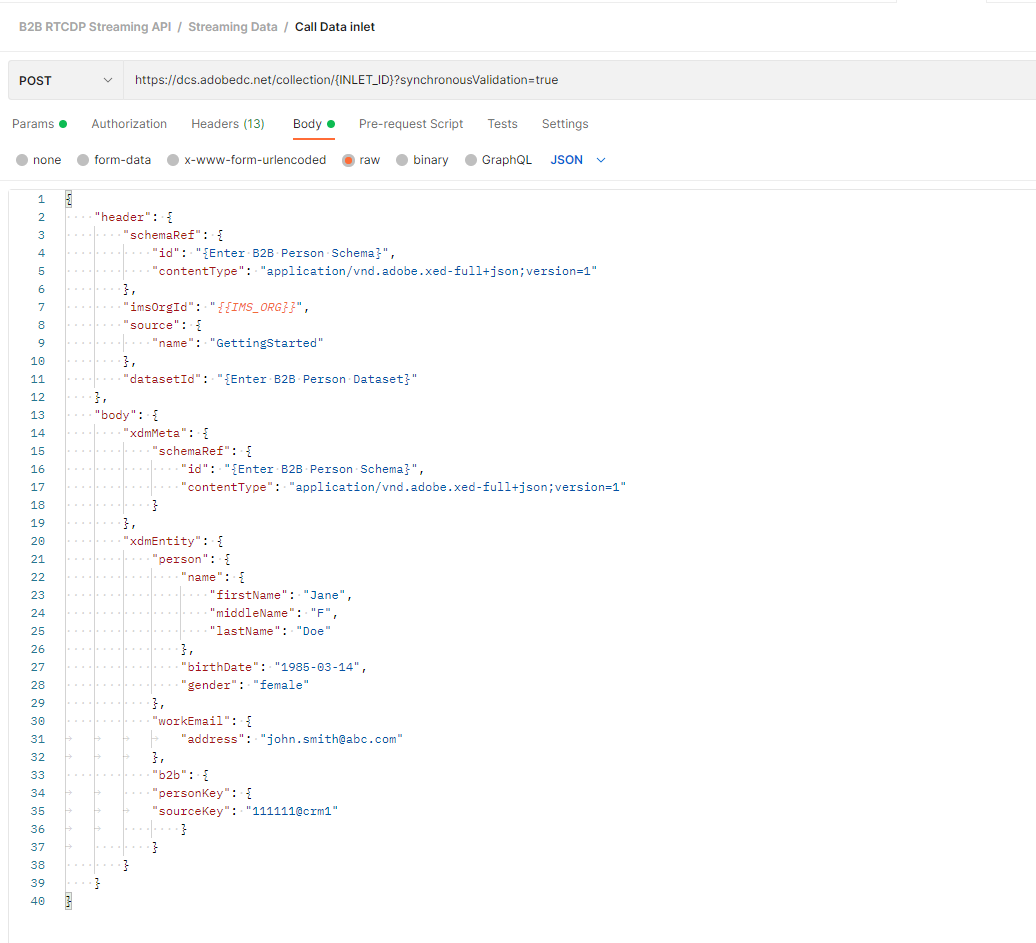 B2B RTCDP Streaming API / Streaming Data / Call Data inlet
POST https://dcs.adobedc.net/collection/{INLET_ID}?synchronousValidation=true
Params Authorization Headers (13) Body Pre-request Script Tests Settings
none form-data x-www-form-urlencoded raw binary GraphQL JSON
1 {
2 "header": {
3 "schemaRef": {
4 "id": "{Enter B2B Person Schema}",
5 "contentType": "application/vnd.adobe.xed-full+json;version=1"
6 },
7 "imsOrgId": "{{IMS_ORG}}",
8 "source": {
9 "name": "GettingStarted"
10 },
11 "datasetId": "{Enter B2B Person Dataset}"
12 },
13 "body": {
14 "xdmMeta": {
15 "schemaRef": {
16 "id": "{Enter B2B Person Schema}",
17 "contentType": "application/vnd.adobe.xed-full+json;version=1"
18 }
19 },
20 "xdmEntity": {
21 "person": {
22 "name": {
23 "firstName": "Jane",
24 "middleName": "F",
25 "lastName": "Doe"
26 },
27 "birthDate": "1985-03-14",
28 "gender": "female"
29 },
30 "workEmail": {
31 "address": "john.smith@abc.com"
32 },
33 "b2b": {
34 "personKey": {
35 "sourceKey": "111111@crm1"
36 }
37 }
38 }
39 }
40 }